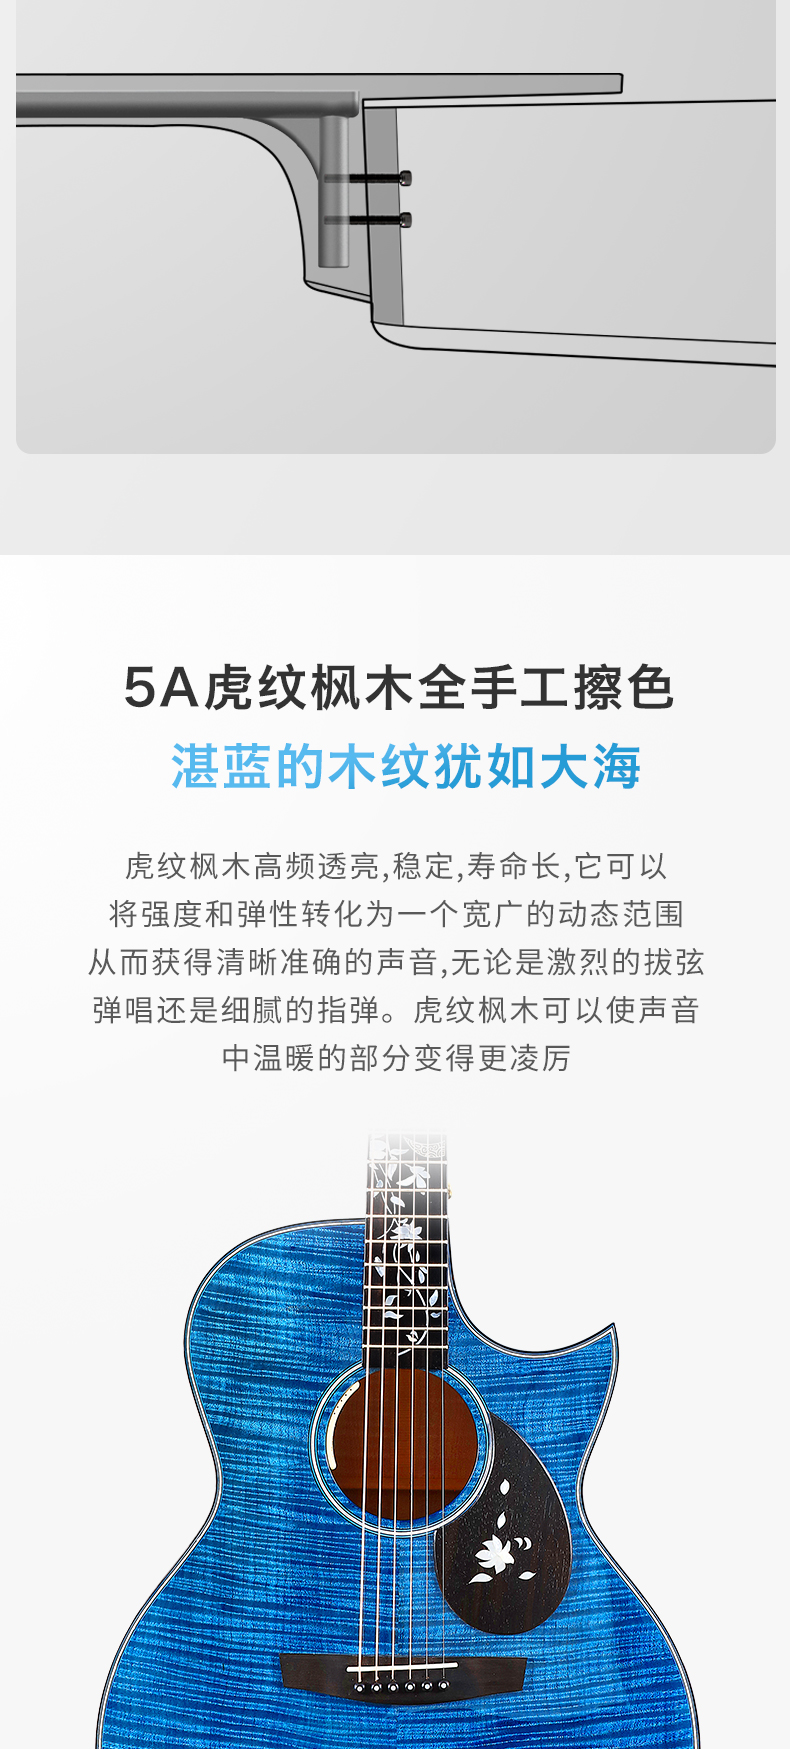 5A虎纹枫木全手工擦色
湛蓝的木纹犹如大海
虎纹枫木高频透亮,稳定,寿命长,它可以
将强度和弹性转化为一个宽广的动态范围
从而获得清晰准确的声音,无论是激烈的拔弦
弹唱还是细腻的指弹。虎纹枫木可以使声音
中温暖的部分变得更凌厉